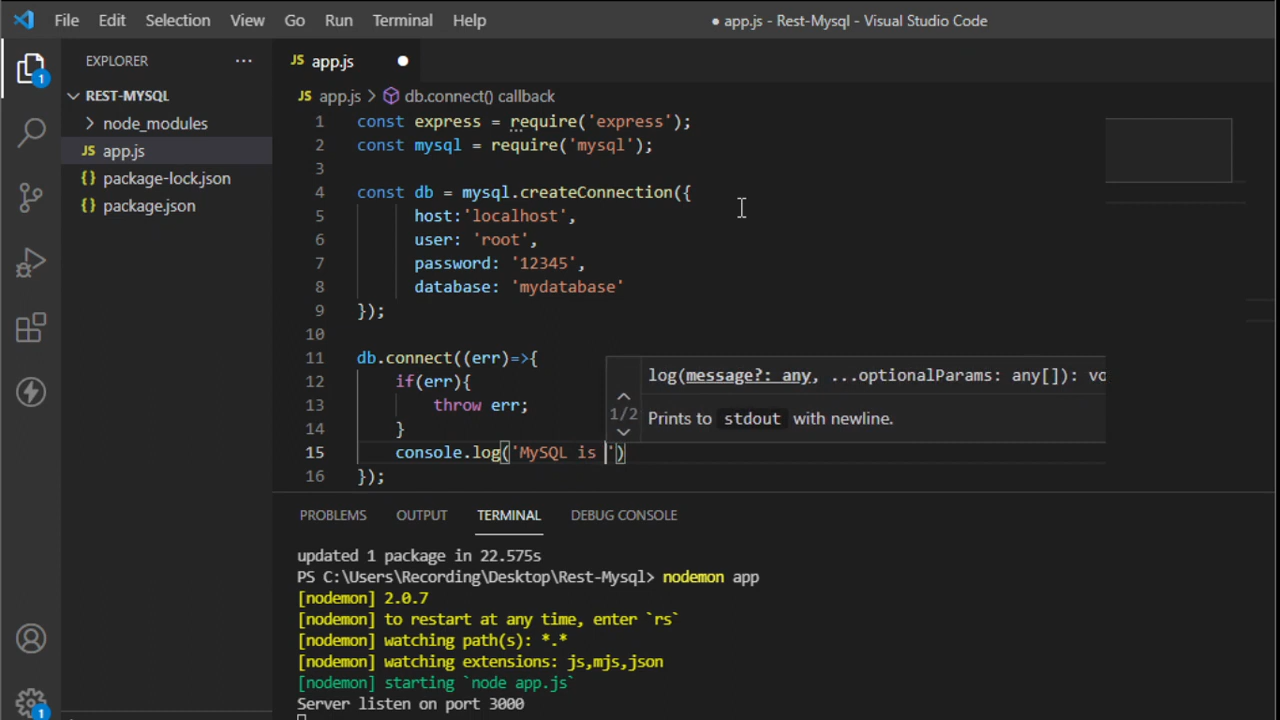 File Edit Selection View Go Run Terminal Help ● app.js - Rest-Mysql - Visual Studio Code
EXPLORER ···
JS app.js ●
1
REST-MYSQL
JS app.js > db.connect() callback
node_modules
JS app.js
{} package-lock.json
{} package.json
1 const express = require('express');
2 const mysql = require('mysql');
3
4 const db = mysql.createConnection({
5 host:'localhost',
6 user: 'root',
7 password: '12345',
8 database: 'mydatabase'
9 });
10
11 db.connect((err)=>{
12 if(err){
13 throw err;
14 }
15 console.log('MySQL is ')
16 });
log(message?: any, ...optionalParams: any[]): vo
1/2
Prints to stdout with newline.
PROBLEMS OUTPUT TERMINAL DEBUG CONSOLE
updated 1 package in 22.575s
PS C:\Users\Recording\Desktop\Rest-Mysql> nodemon app
[nodemon] 2.0.7
[nodemon] to restart at any time, enter `rs`
[nodemon] watching path(s): *.*
[nodemon] watching extensions: js,mjs,json
[nodemon] starting `node app.js`
Server listen on port 3000
1